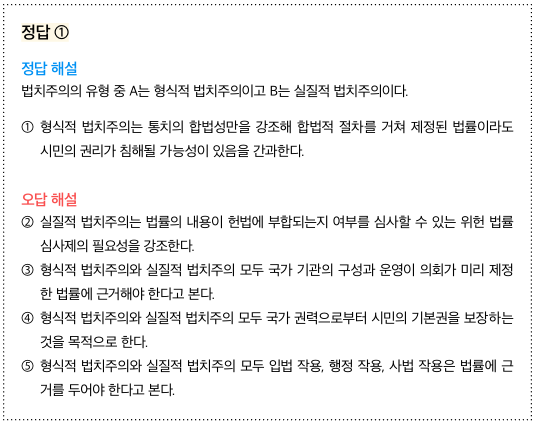 정답 ①
정답 해설
법치주의의 유형 중 A는 형식적 법치주의이고 B는 실질적 법치주의이다.
① 형식적 법치주의는 통치의 합법성만을 강조해 합법적 절차를 거쳐 제정된 법률이라도
시민의 권리가 침해될 가능성이 있음을 간과한다.
오답 해설
② 실질적 법치주의는 법률의 내용이 헌법에 부합되는지 여부를 심사할 수 있는 위헌 법률
심사제의 필요성을 강조한다.
③ 형식적 법치주의와 실질적 법치주의 모두 국가 기관의 구성과 운영이 의회가 미리 제정
한 법률에 근거해야 한다고 본다.
④ 형식적 법치주의와 실질적 법치주의 모두 국가 권력으로부터 시민의 기본권을 보장하는
것을 목적으로 한다.
⑤ 형식적 법치주의와 실질적 법치주의 모두 입법 작용, 행정 작용, 사법 작용은 법률에 근
거를 두어야 한다고 본다.